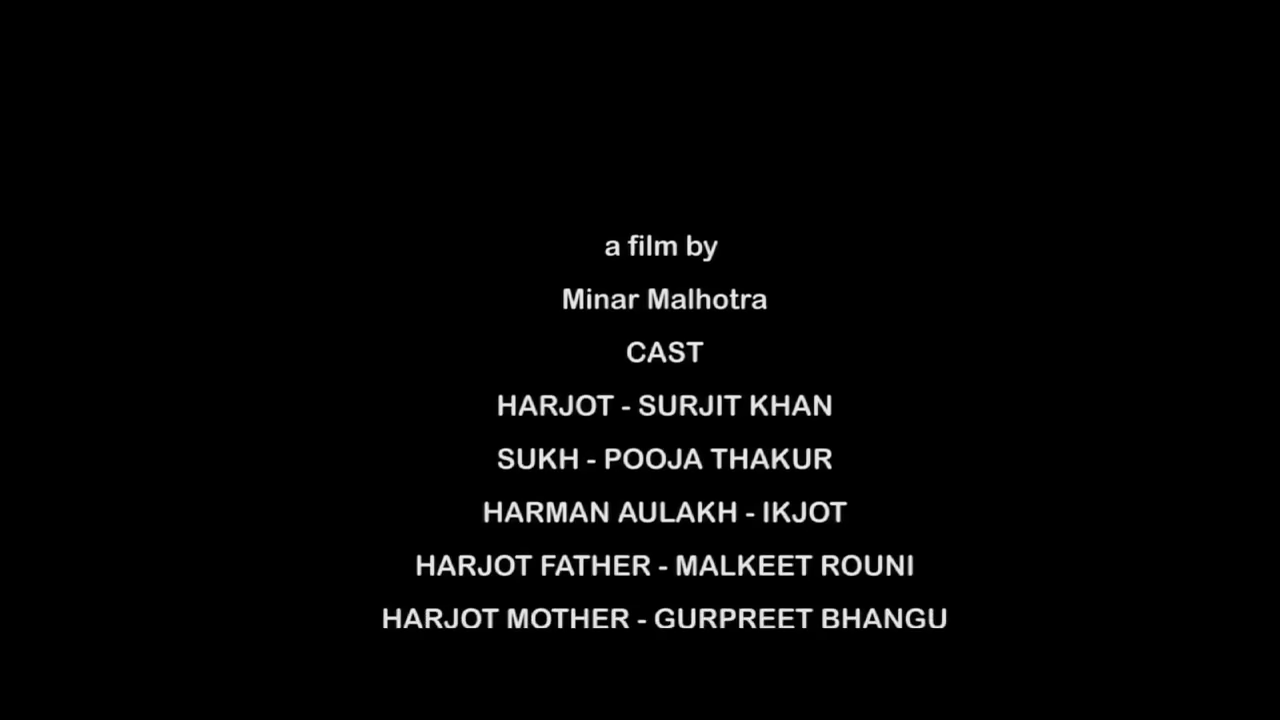 a film by
Minar Malhotra
CAST
HARJOT - SURJIT KHAN
SUKH - POOJA THAKUR
HARMAN AULAKH - IKJOT
HARJOT FATHER - MALKEET ROUNI
HARJOT MOTHER - GURPREET BHANGU